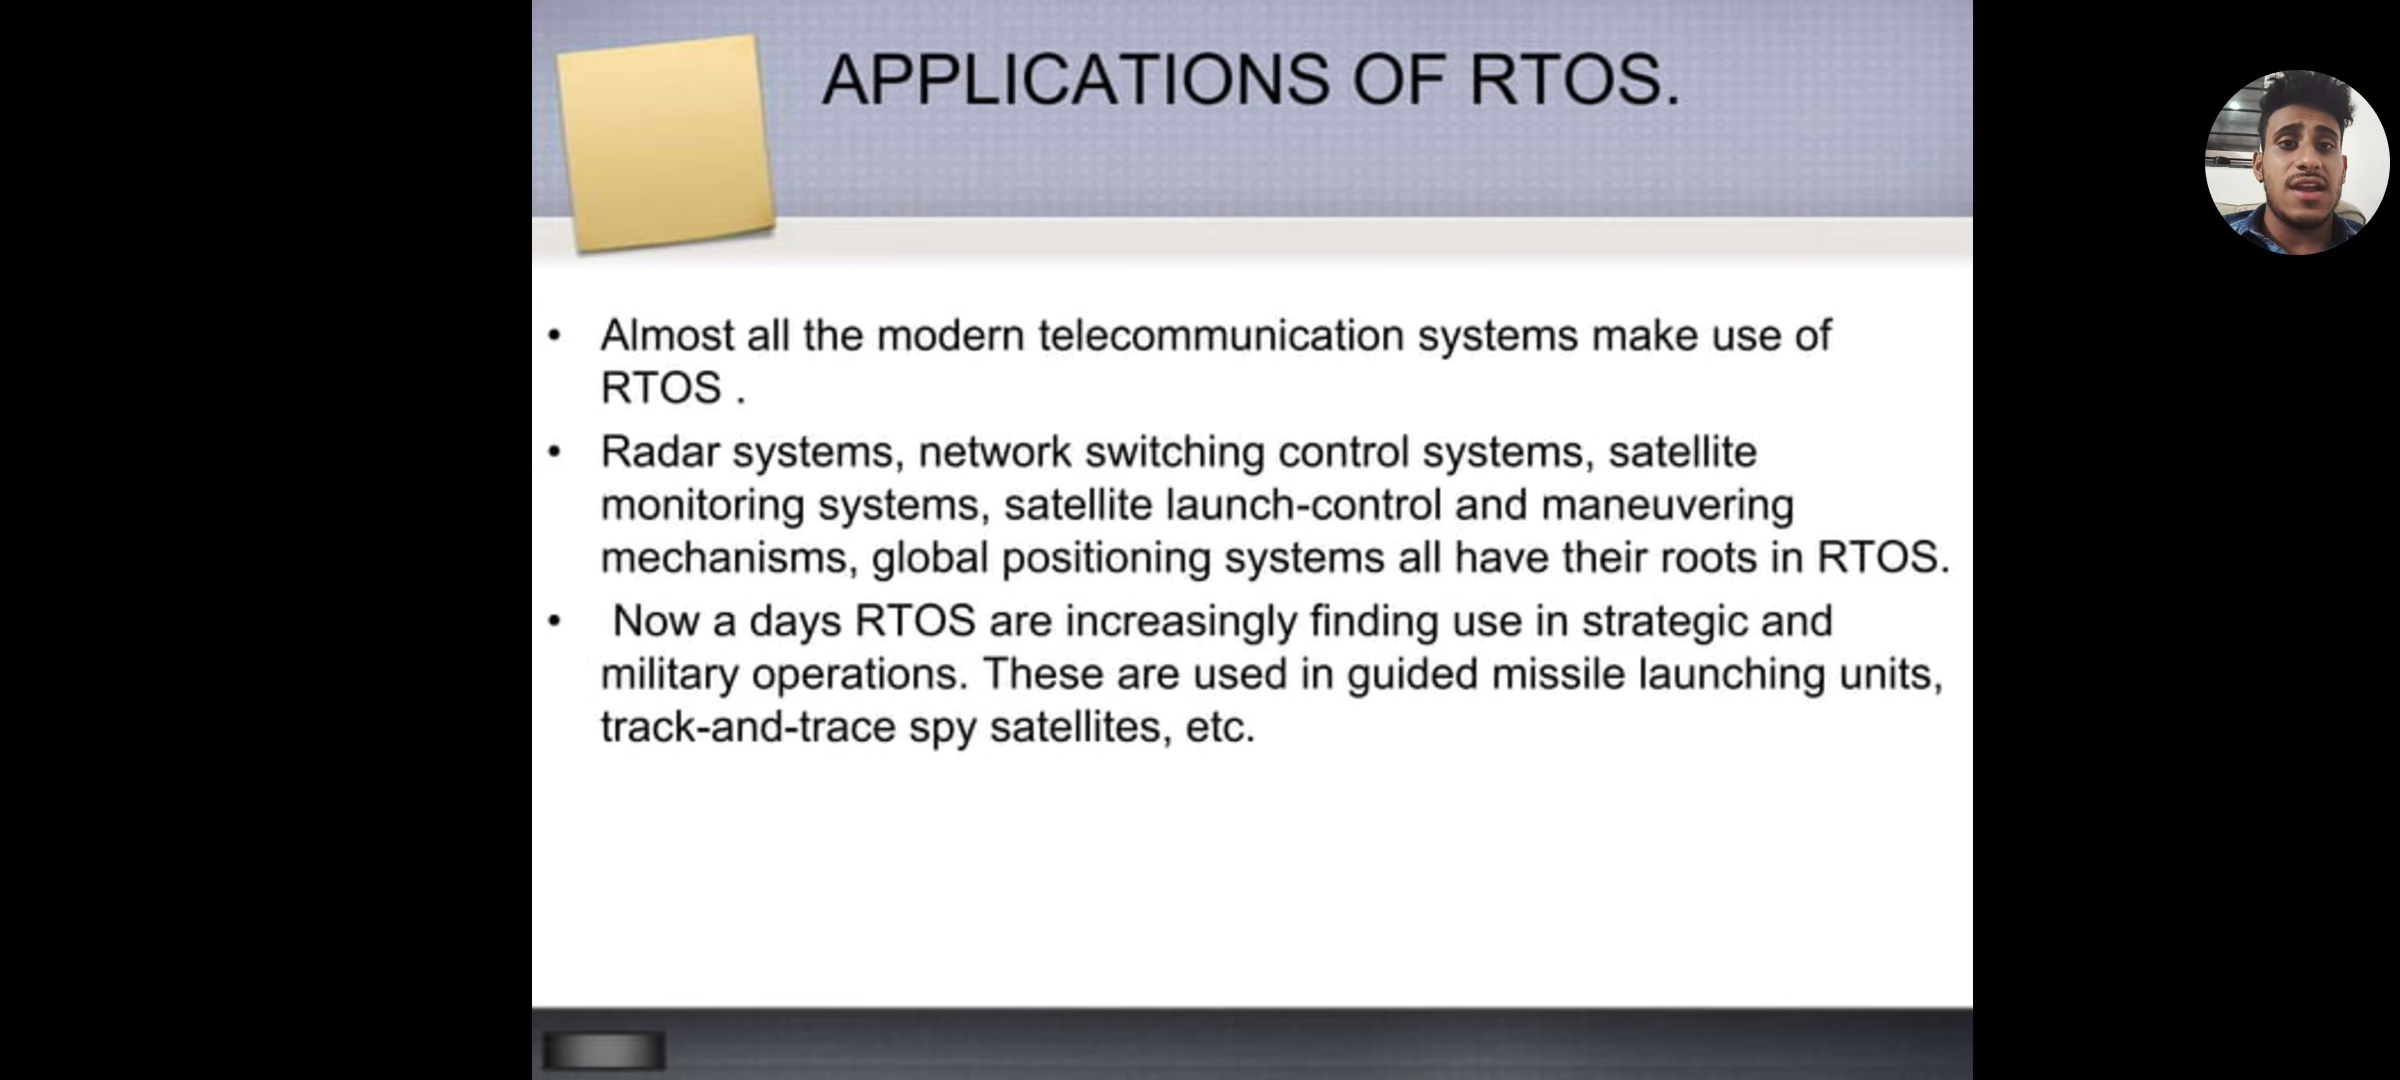 APPLICATIONS OF RTOS.
• Almost all the modern telecommunication systems make use of
RTOS .
• Radar systems, network switching control systems, satellite
monitoring systems, satellite launch-control and maneuvering
mechanisms, global positioning systems all have their roots in RTOS.
• Now a days RTOS are increasingly finding use in strategic and
military operations. These are used in guided missile launching units,
track-and-trace spy satellites, etc.